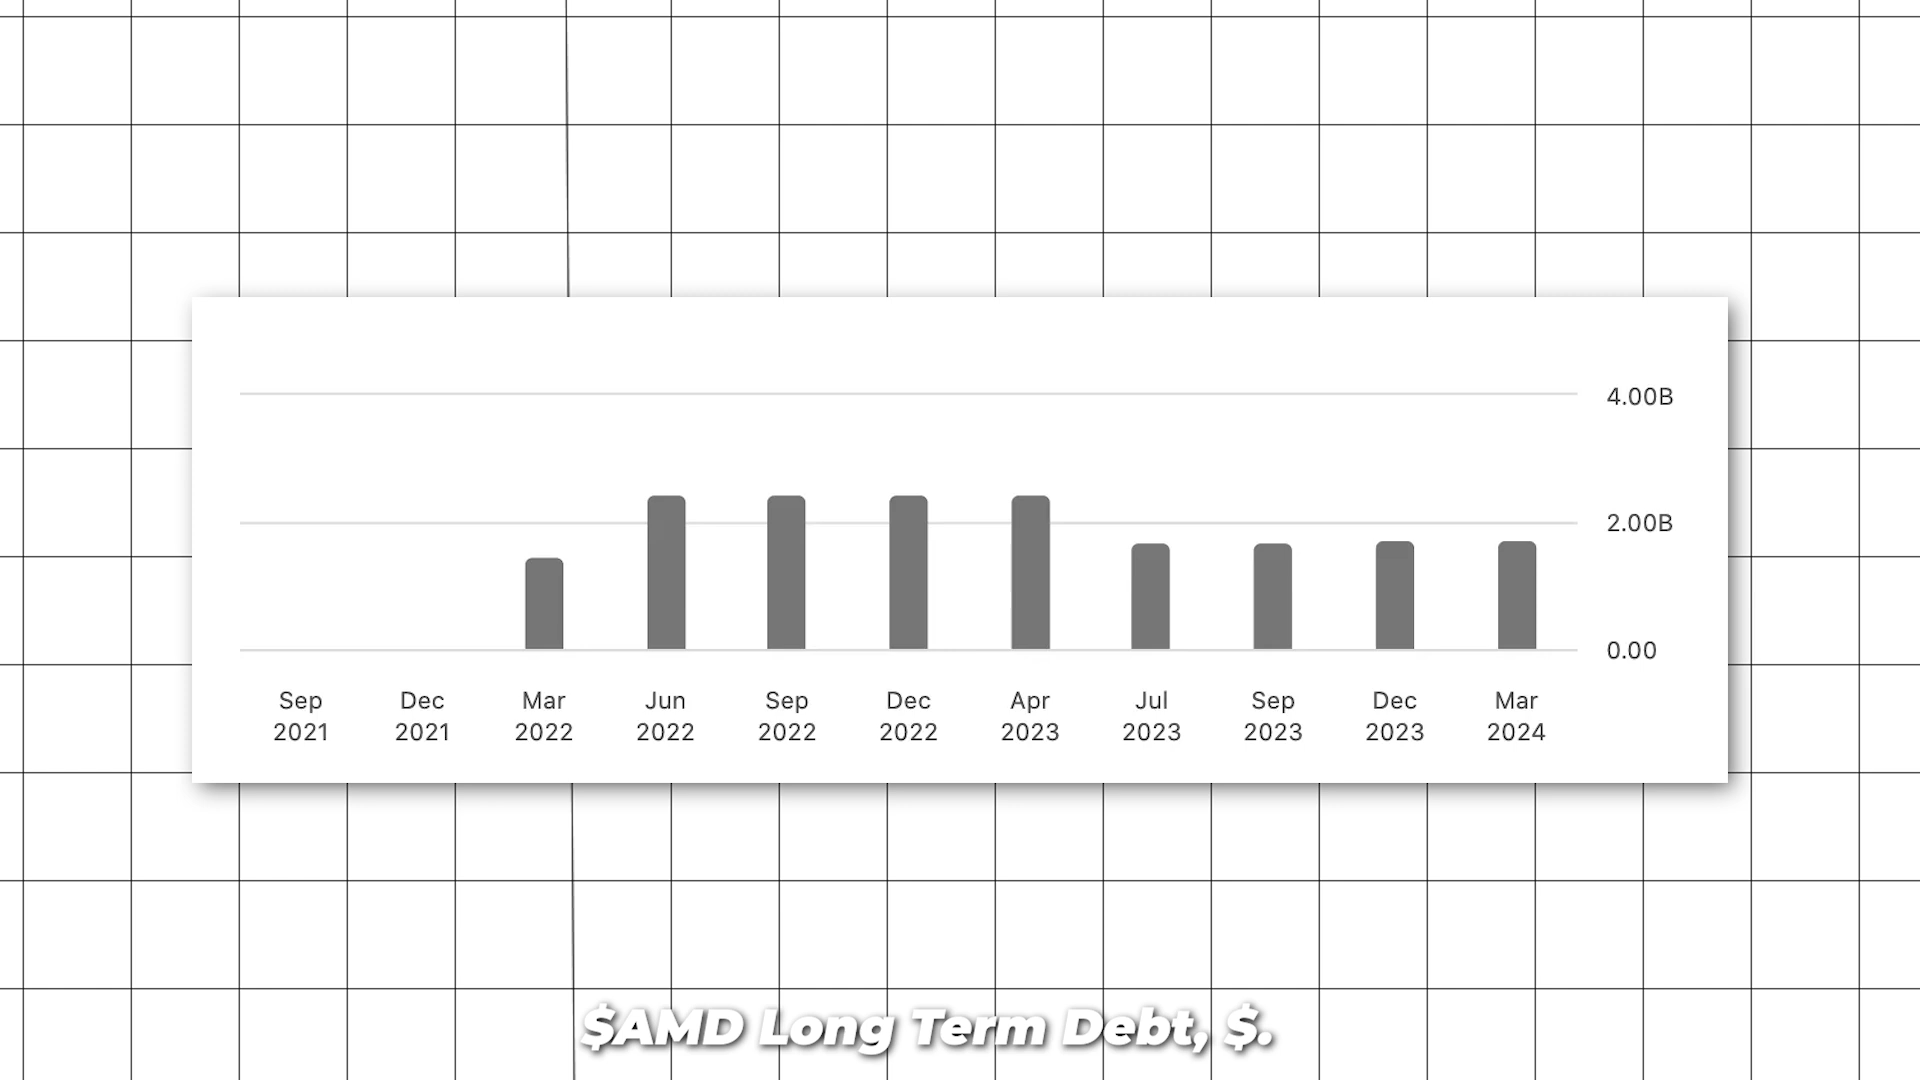 4.00B
2.00B
0.00
Sep Dec Mar Jun Sep Dec Apr Jul Sep Dec Mar
2021 2021 2022 2022 2022 2022 2023 2023 2023 2023 2024
$AMD Long Term Debt, $.